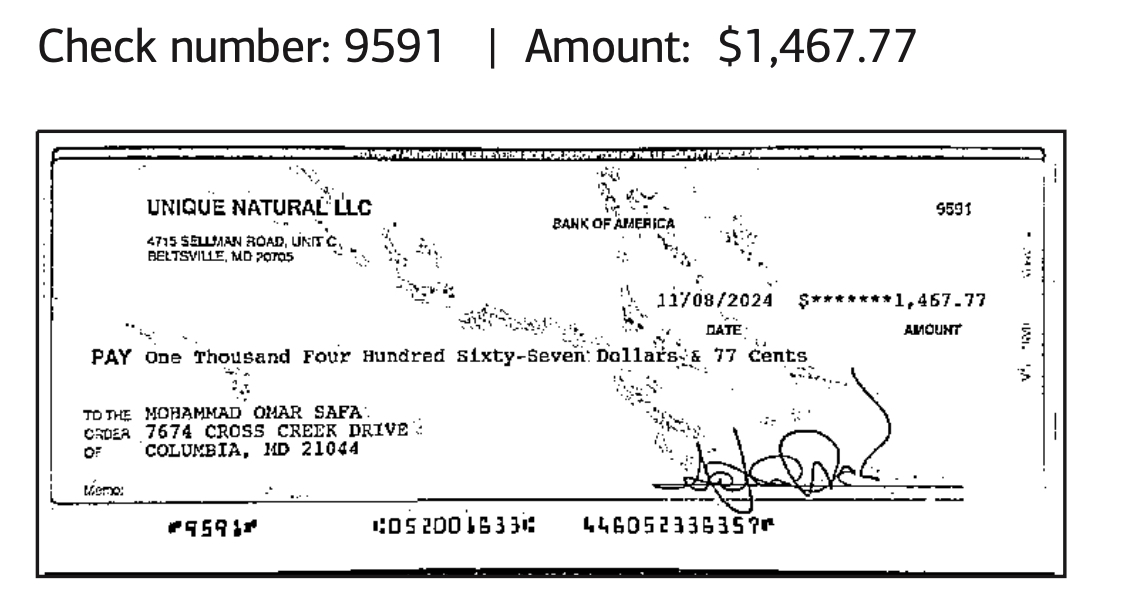 Check number: 9591 | Amount: $1,467.77
UNIQUE NATURAL LLC
9591
BANK OF AMERICA
4715 SELLMAN ROAD, UNIT C
BELTSVILLE, MD 20705
11/08/2024 $*******1,467.77
DATE AMOUNT
PAY One Thousand Four Hundred Sixty-Seven Dollars & 77 Cents
TO THE MOHAMMAD OMAR SAFA
ORDER 7674 CROSS CREEK DRIVE
OF COLUMBIA, MD 21044
Memo:
⑈9591⑈ ⑆052001633⑆ 446052336357⑈